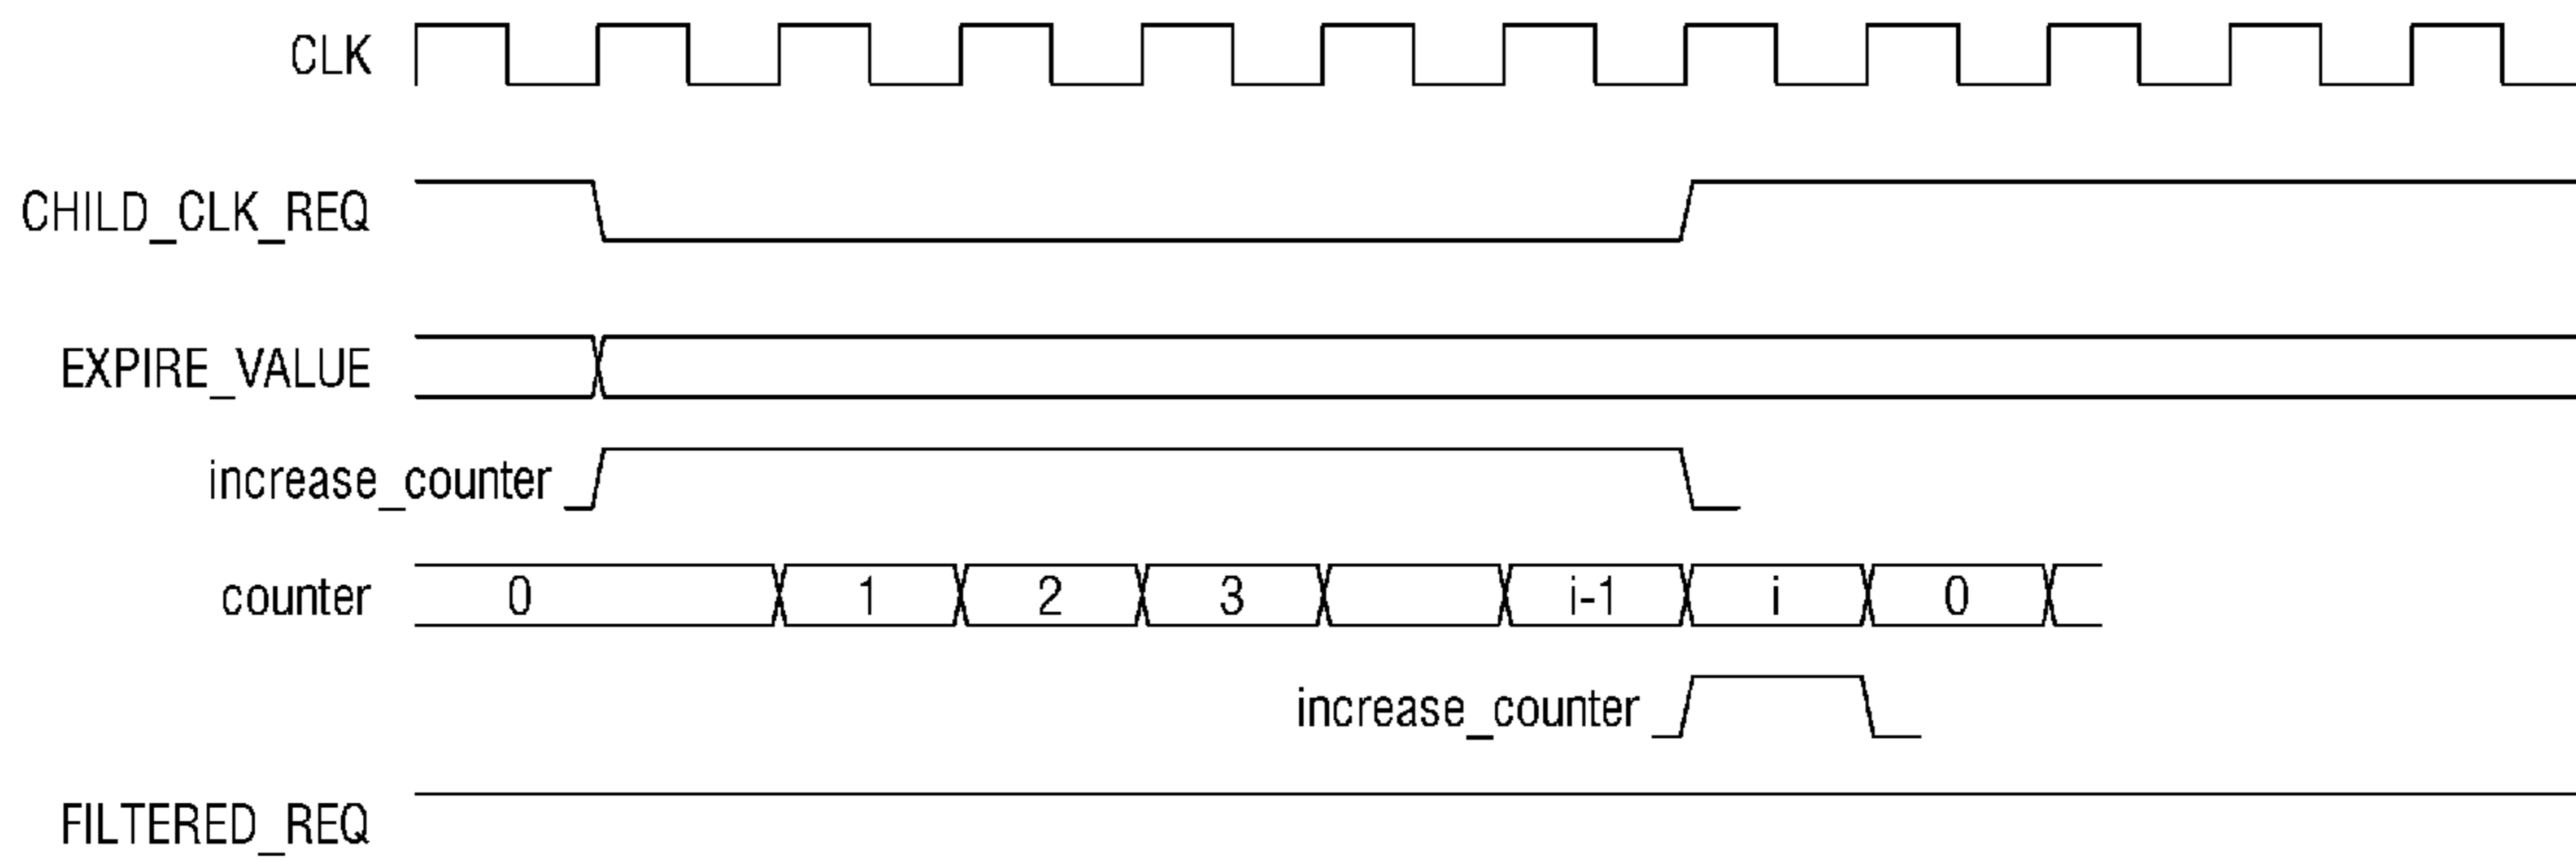 CLK
CHILD_CLK_REQ
EXPIRE_VALUE
increase_counter
counter 0 1 2 3 i-1 i 0
increase_counter
FILTERED_REQ